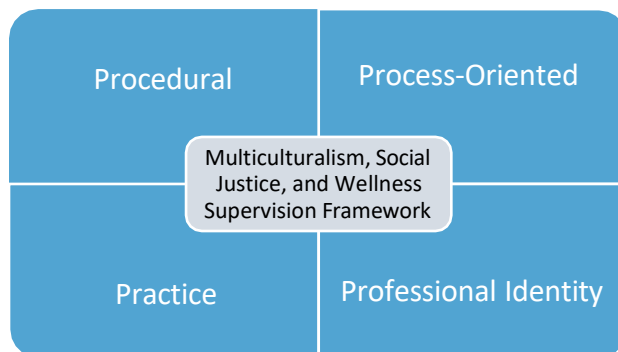 Procedural
Process-Oriented
Multiculturalism, Social
Justice, and Wellness
Supervision Framework
Practice
Professional Identity